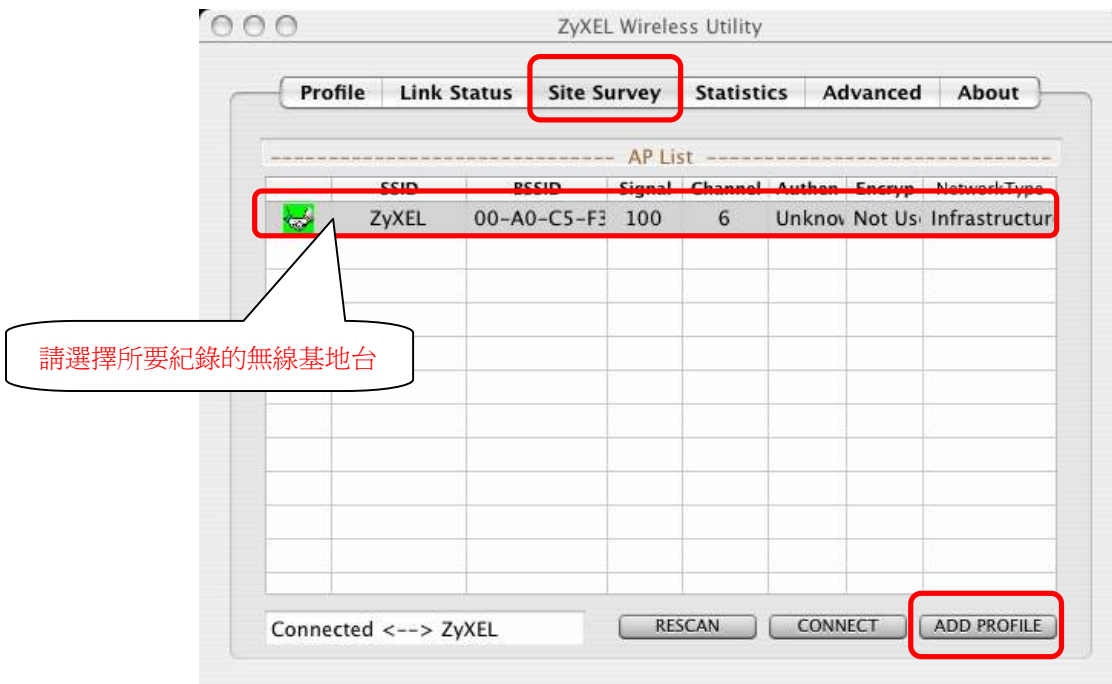 ZyXEL Wireless Utility
Profile Link Status Site Survey Statistics Advanced About
AP List
SSID BSSID Signal Channel Authen Encryp NetworkType
ZyXEL 00-A0-C5-F3 100 6 Unknov Not Us Infrastructur
請選擇所要紀錄的無線基地台
Connected <--> ZyXEL RESCAN CONNECT ADD PROFILE